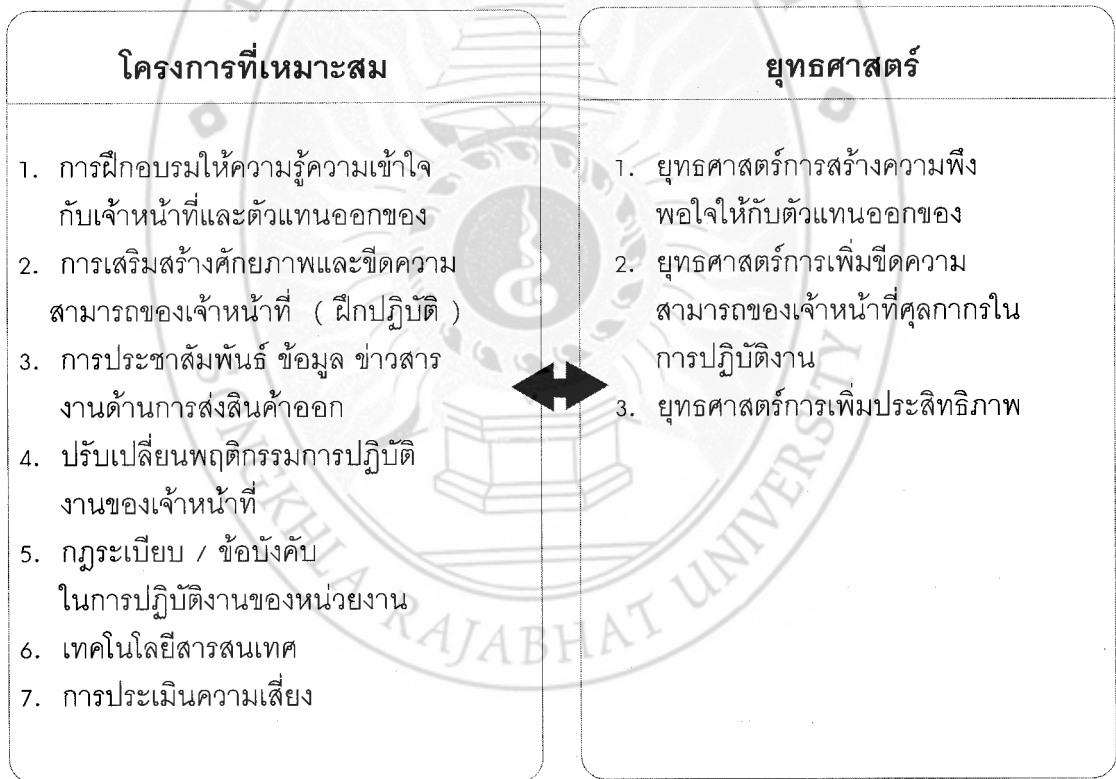 โครงการที่เหมาะสม
1. การฝึกอบรมให้ความรู้ความเข้าใจ
กับเจ้าหน้าที่และตัวแทนออกของ
2. การเสริมสร้างศักยภาพและขีดความ
สามารถของเจ้าหน้าที่ ( ฝึกปฏิบัติ )
3. การประชาสัมพันธ์ ข้อมูล ข่าวสาร
งานด้านการส่งสินค้าออก
4. ปรับเปลี่ยนพฤติกรรมการปฏิบัติ
งานของเจ้าหน้าที่
5. กฎระเบียบ / ข้อบังคับ
ในการปฏิบัติงานของหน่วยงาน
6. เทคโนโลยีสารสนเทศ
7. การประเมินความเสี่ยง
ยุทธศาสตร์
1. ยุทธศาสตร์การสร้างความพึง
พอใจให้กับตัวแทนออกของ
2. ยุทธศาสตร์การเพิ่มขีดความ
สามารถของเจ้าหน้าที่ศุลกากรใน
การปฏิบัติงาน
3. ยุทธศาสตร์การเพิ่มประสิทธิภาพ
RAJABHAT UNIVERSITY